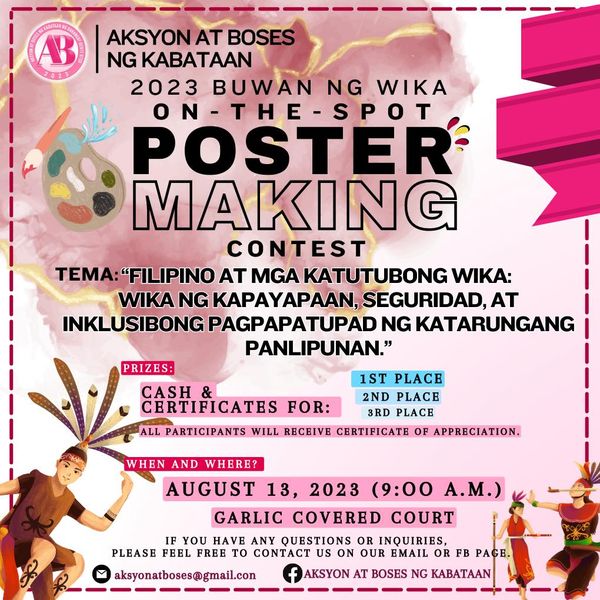 AB
2023
AKSYON AT BOSES
NG KABATAAN
2023 BUWAN NG WIKA
ON-THE-SPOT
POSTER
MAKING
CONTEST
TEMA: “FILIPINO AT MGA KATUTUBONG WIKA:
WIKA NG KAPAYAPAAN, SEGURIDAD, AT
INKLUSIBONG PAGPAPATUPAD NG KATARUNGANG
PANLIPUNAN.”
PRIZES:
CASH &
CERTIFICATES FOR:
1ST PLACE
2ND PLACE
3RD PLACE
ALL PARTICIPANTS WILL RECEIVE CERTIFICATE OF APPRECIATION.
WHEN AND WHERE?
AUGUST 13, 2023 (9:00 A.M.)
GARLIC COVERED COURT
IF YOU HAVE ANY QUESTIONS OR INQUIRIES,
PLEASE FEEL FREE TO CONTACT US ON OUR EMAIL OR FB PAGE.
aksyonatboses@gmail.con
AKSYON AT BOSES NG KABATAAN